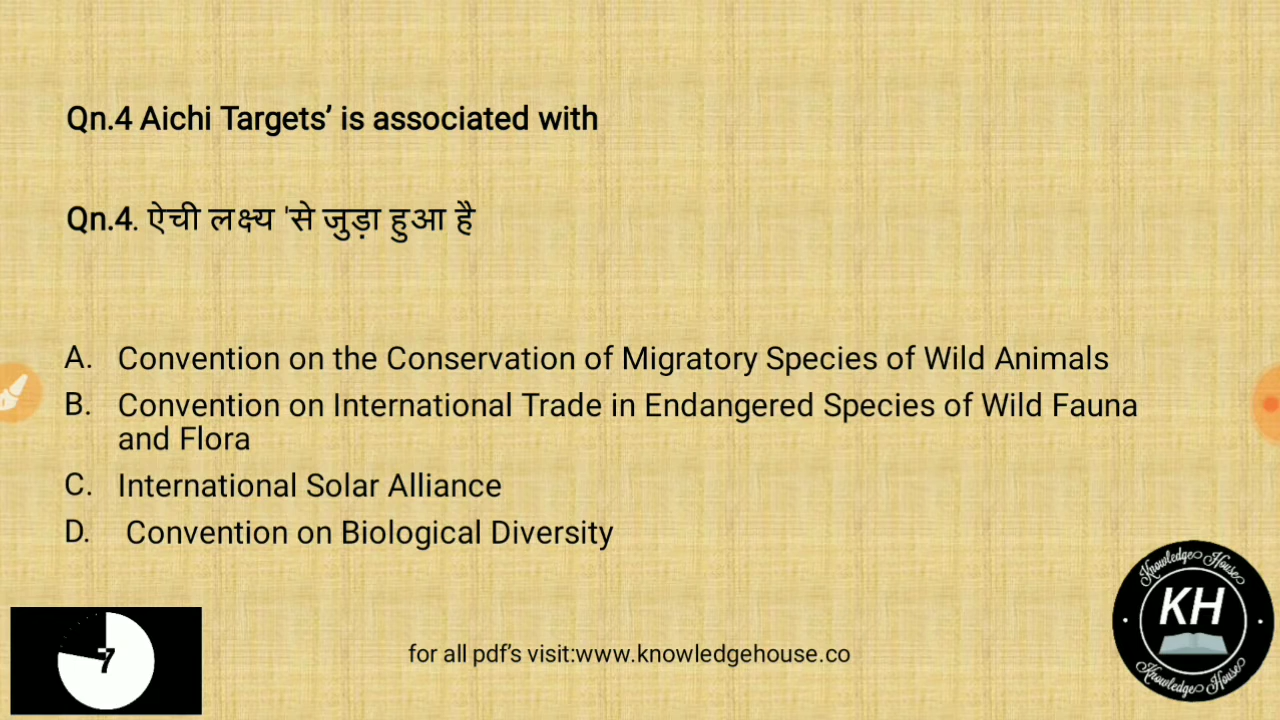 Qn.4 Aichi Targets’ is associated with
Qn.4. ऐची लक्ष्य 'से जुड़ा हुआ है
A. Convention on the Conservation of Migratory Species of Wild Animals
B. Convention on International Trade in Endangered Species of Wild Fauna
and Flora
C. International Solar Alliance
D. Convention on Biological Diversity
7
for all pdf’s visit:www.knowledgehouse.co
Knowledge House
KH
Knowledge House